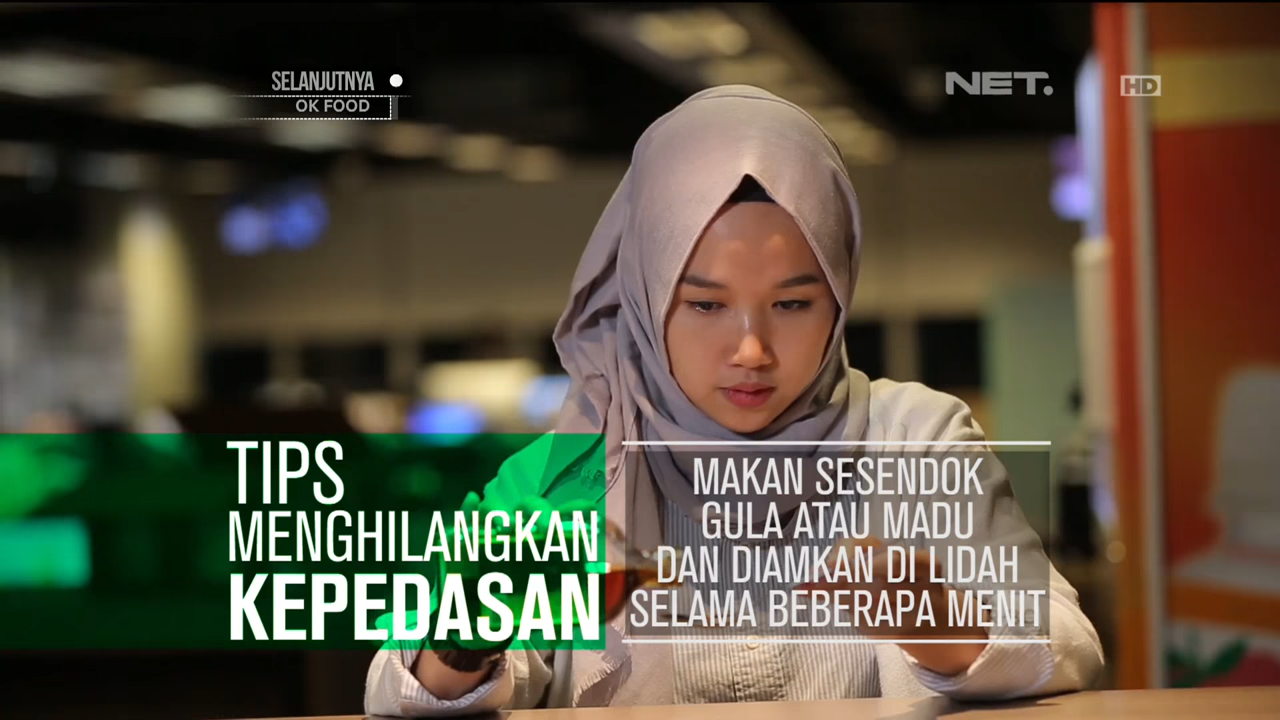 SELANJUTNYA
OK FOOD
NET.
HD
TIPS
MENGHILANGKAN
KEPEDASAN
MAKAN SESENDOK
GULA ATAU MADU
DAN DIAMKAN DI LIDAH
SELAMA BEBERAPA MENIT